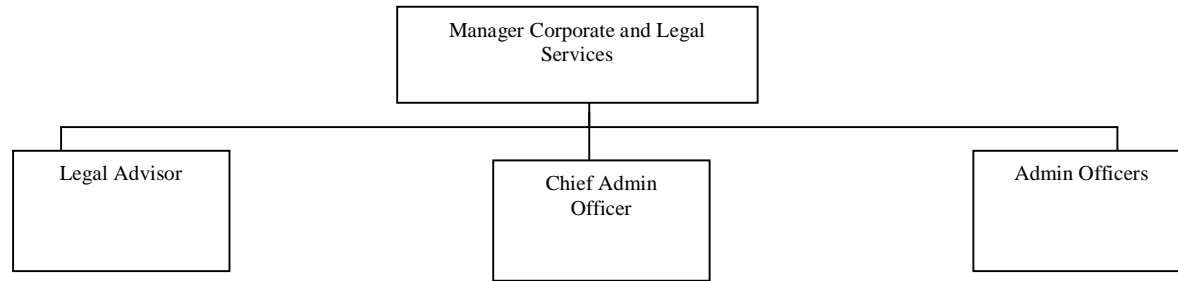 Manager Corporate and Legal
Services
Legal Advisor
Chief Admin
Officer
Admin Officers